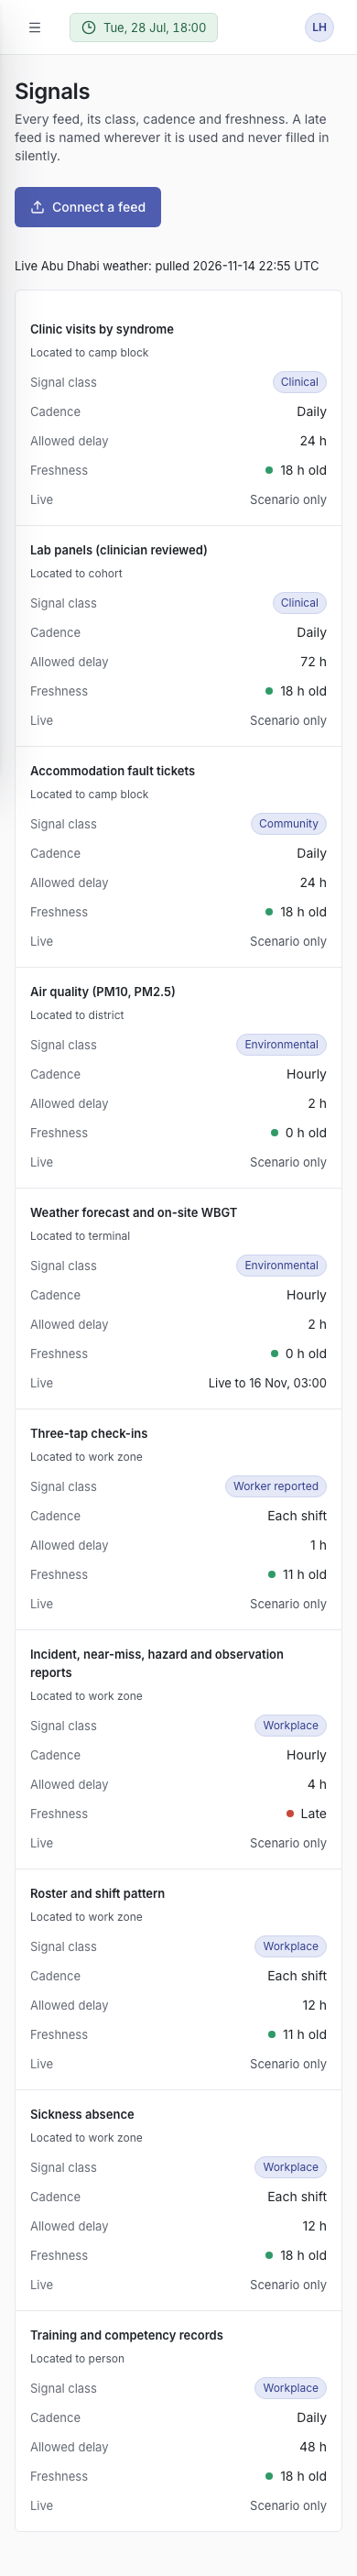 Tue, 28 Jul, 18:00
LH
Signals
Every feed, its class, cadence and freshness. A late
feed is named wherever it is used and never filled in
silently.
Connect a feed
Live Abu Dhabi weather: pulled 2026-11-14 22:55 UTC
Clinic visits by syndrome
Located to camp block
Signal class Clinical
Cadence Daily
Allowed delay 24 h
Freshness 18 h old
Live Scenario only
Lab panels (clinician reviewed)
Located to cohort
Signal class Clinical
Cadence Daily
Allowed delay 72 h
Freshness 18 h old
Live Scenario only
Accommodation fault tickets
Located to camp block
Signal class Community
Cadence Daily
Allowed delay 24 h
Freshness 18 h old
Live Scenario only
Air quality (PM10, PM2.5)
Located to district
Signal class Environmental
Cadence Hourly
Allowed delay 2 h
Freshness 0 h old
Live Scenario only
Weather forecast and on-site WBGT
Located to terminal
Signal class Environmental
Cadence Hourly
Allowed delay 2 h
Freshness 0 h old
Live Live to 16 Nov, 03:00
Three-tap check-ins
Located to work zone
Signal class Worker reported
Cadence Each shift
Allowed delay 1 h
Freshness 11 h old
Live Scenario only
Incident, near-miss, hazard and observation
reports
Located to work zone
Signal class Workplace
Cadence Hourly
Allowed delay 4 h
Freshness Late
Live Scenario only
Roster and shift pattern
Located to work zone
Signal class Workplace
Cadence Each shift
Allowed delay 12 h
Freshness 11 h old
Live Scenario only
Sickness absence
Located to work zone
Signal class Workplace
Cadence Each shift
Allowed delay 12 h
Freshness 18 h old
Live Scenario only
Training and competency records
Located to person
Signal class Workplace
Cadence Daily
Allowed delay 48 h
Freshness 18 h old
Live Scenario only